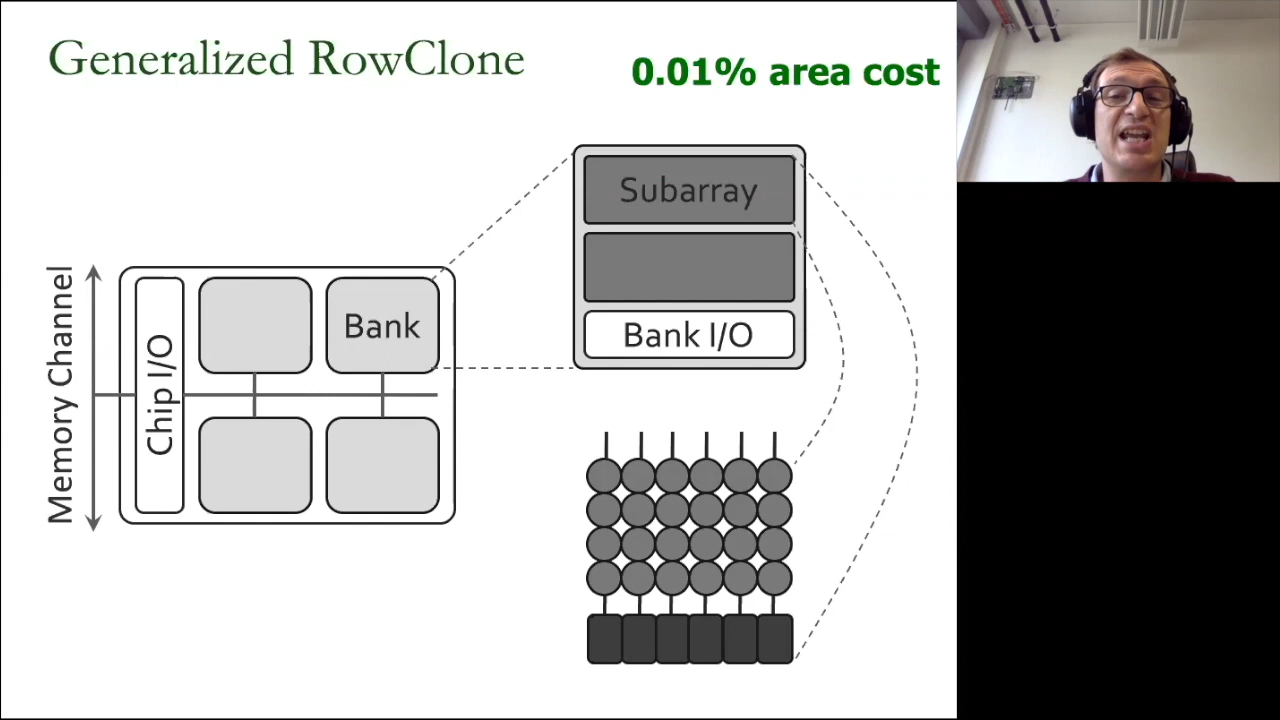 Generalized RowClone
0.01% area cost
Memory Channel
Chip I/O
Bank
Subarray
Bank I/O